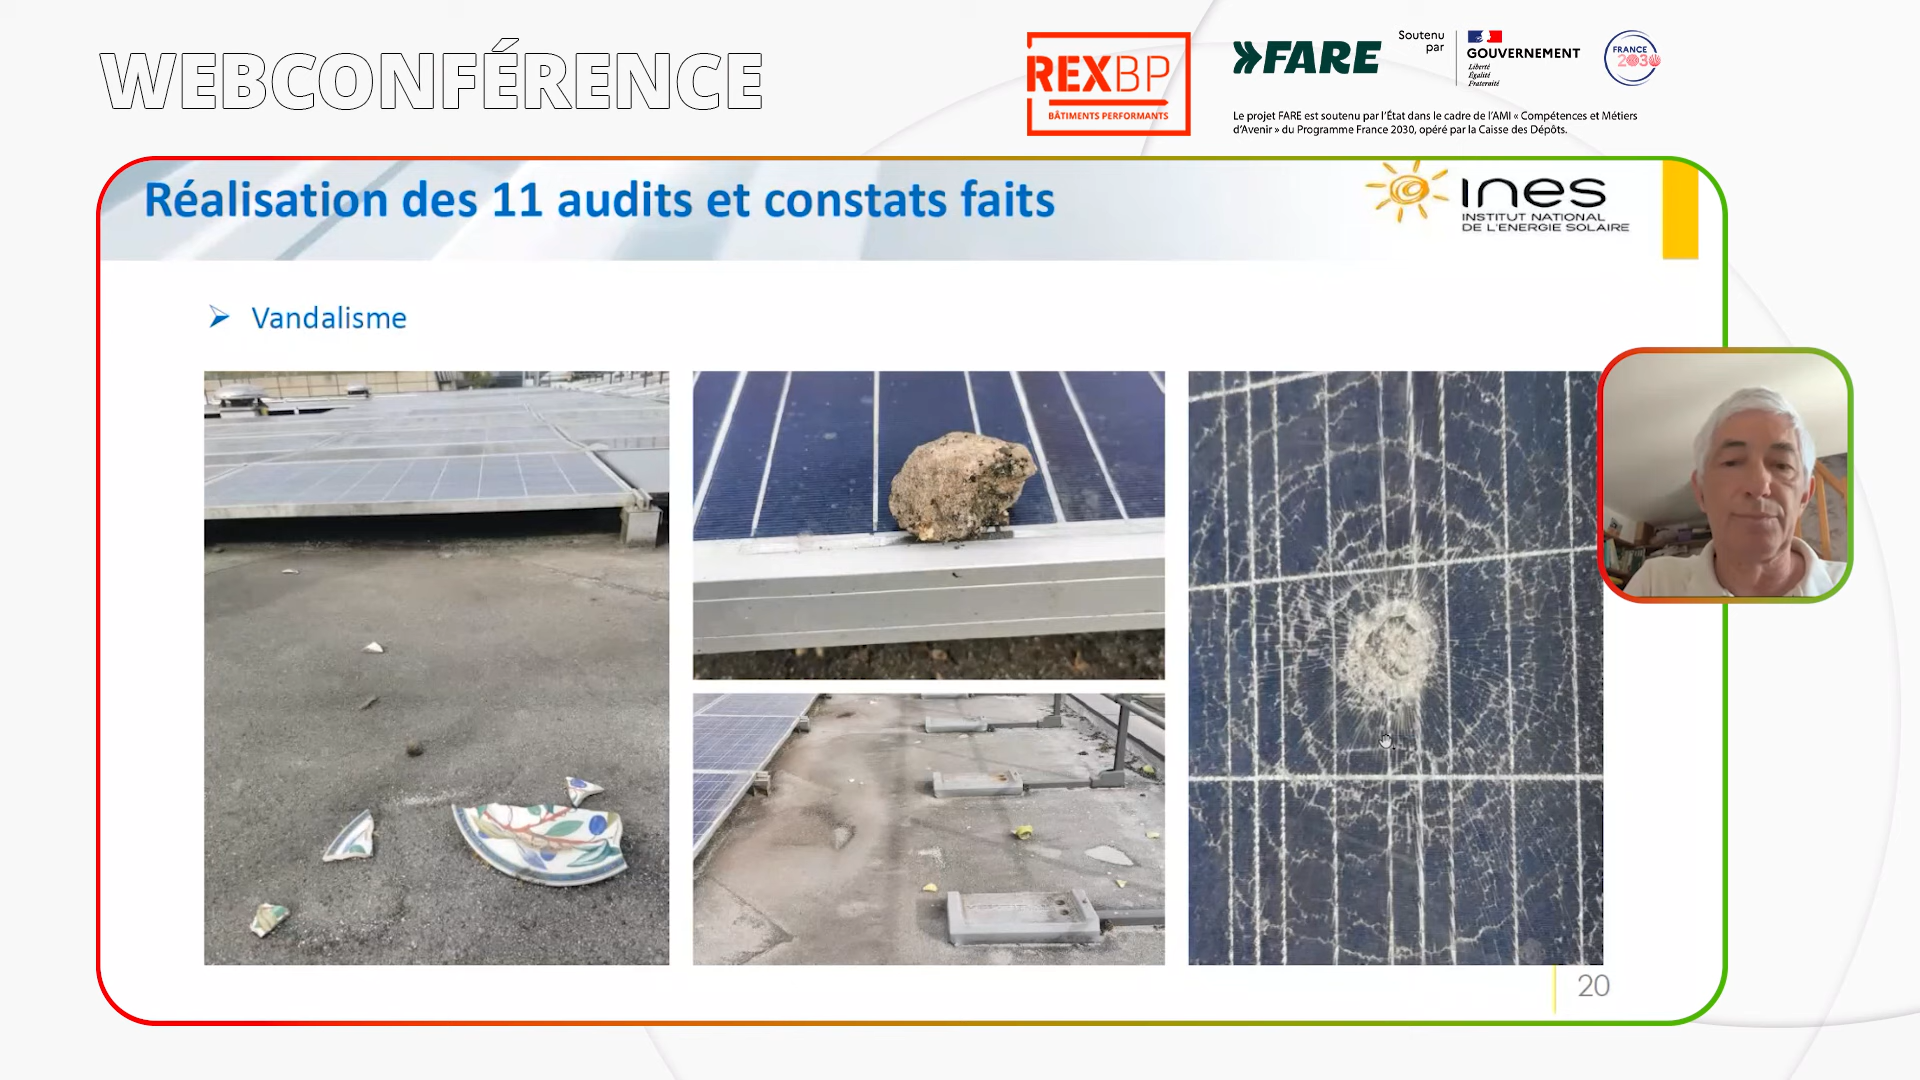 WEBCONFÉRENCE
REXBP
BÂTIMENTS PERFORMANTS
FARE
Soutenu
par
GOUVERNEMENT
Liberté
Égalité
Fraternité
FRANCE
2030
Le projet FARE est soutenu par l'État dans le cadre de l'AMI « Compétences et Métiers
d'Avenir » du Programme France 2030, opéré par la Caisse des Dépôts.
Réalisation des 11 audits et constats faits
ines
INSTITUT NATIONAL
DE L'ENERGIE SOLAIRE
Vandalisme
20